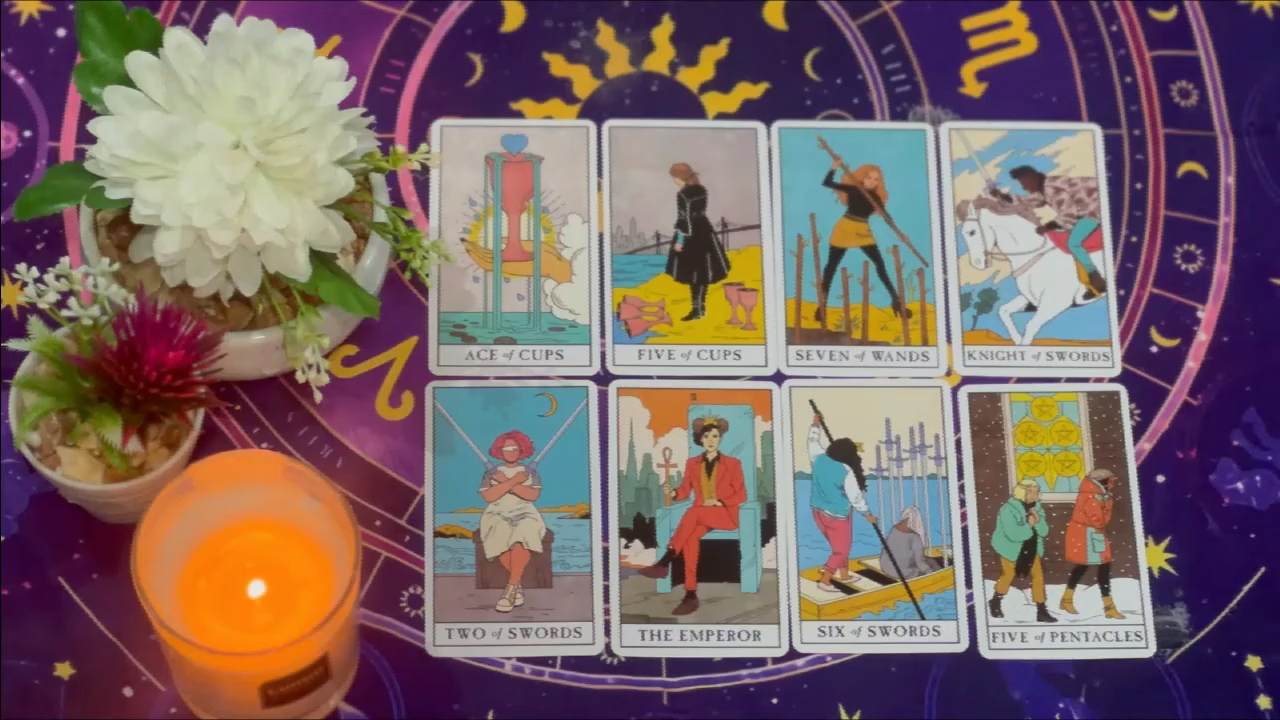 ACE of CUPS
FIVE of CUPS
SEVEN of WANDS
KNIGHT of SWORDS
TWO of SWORDS
THE EMPEROR
SIX of SWORDS
FIVE of PENTACLES